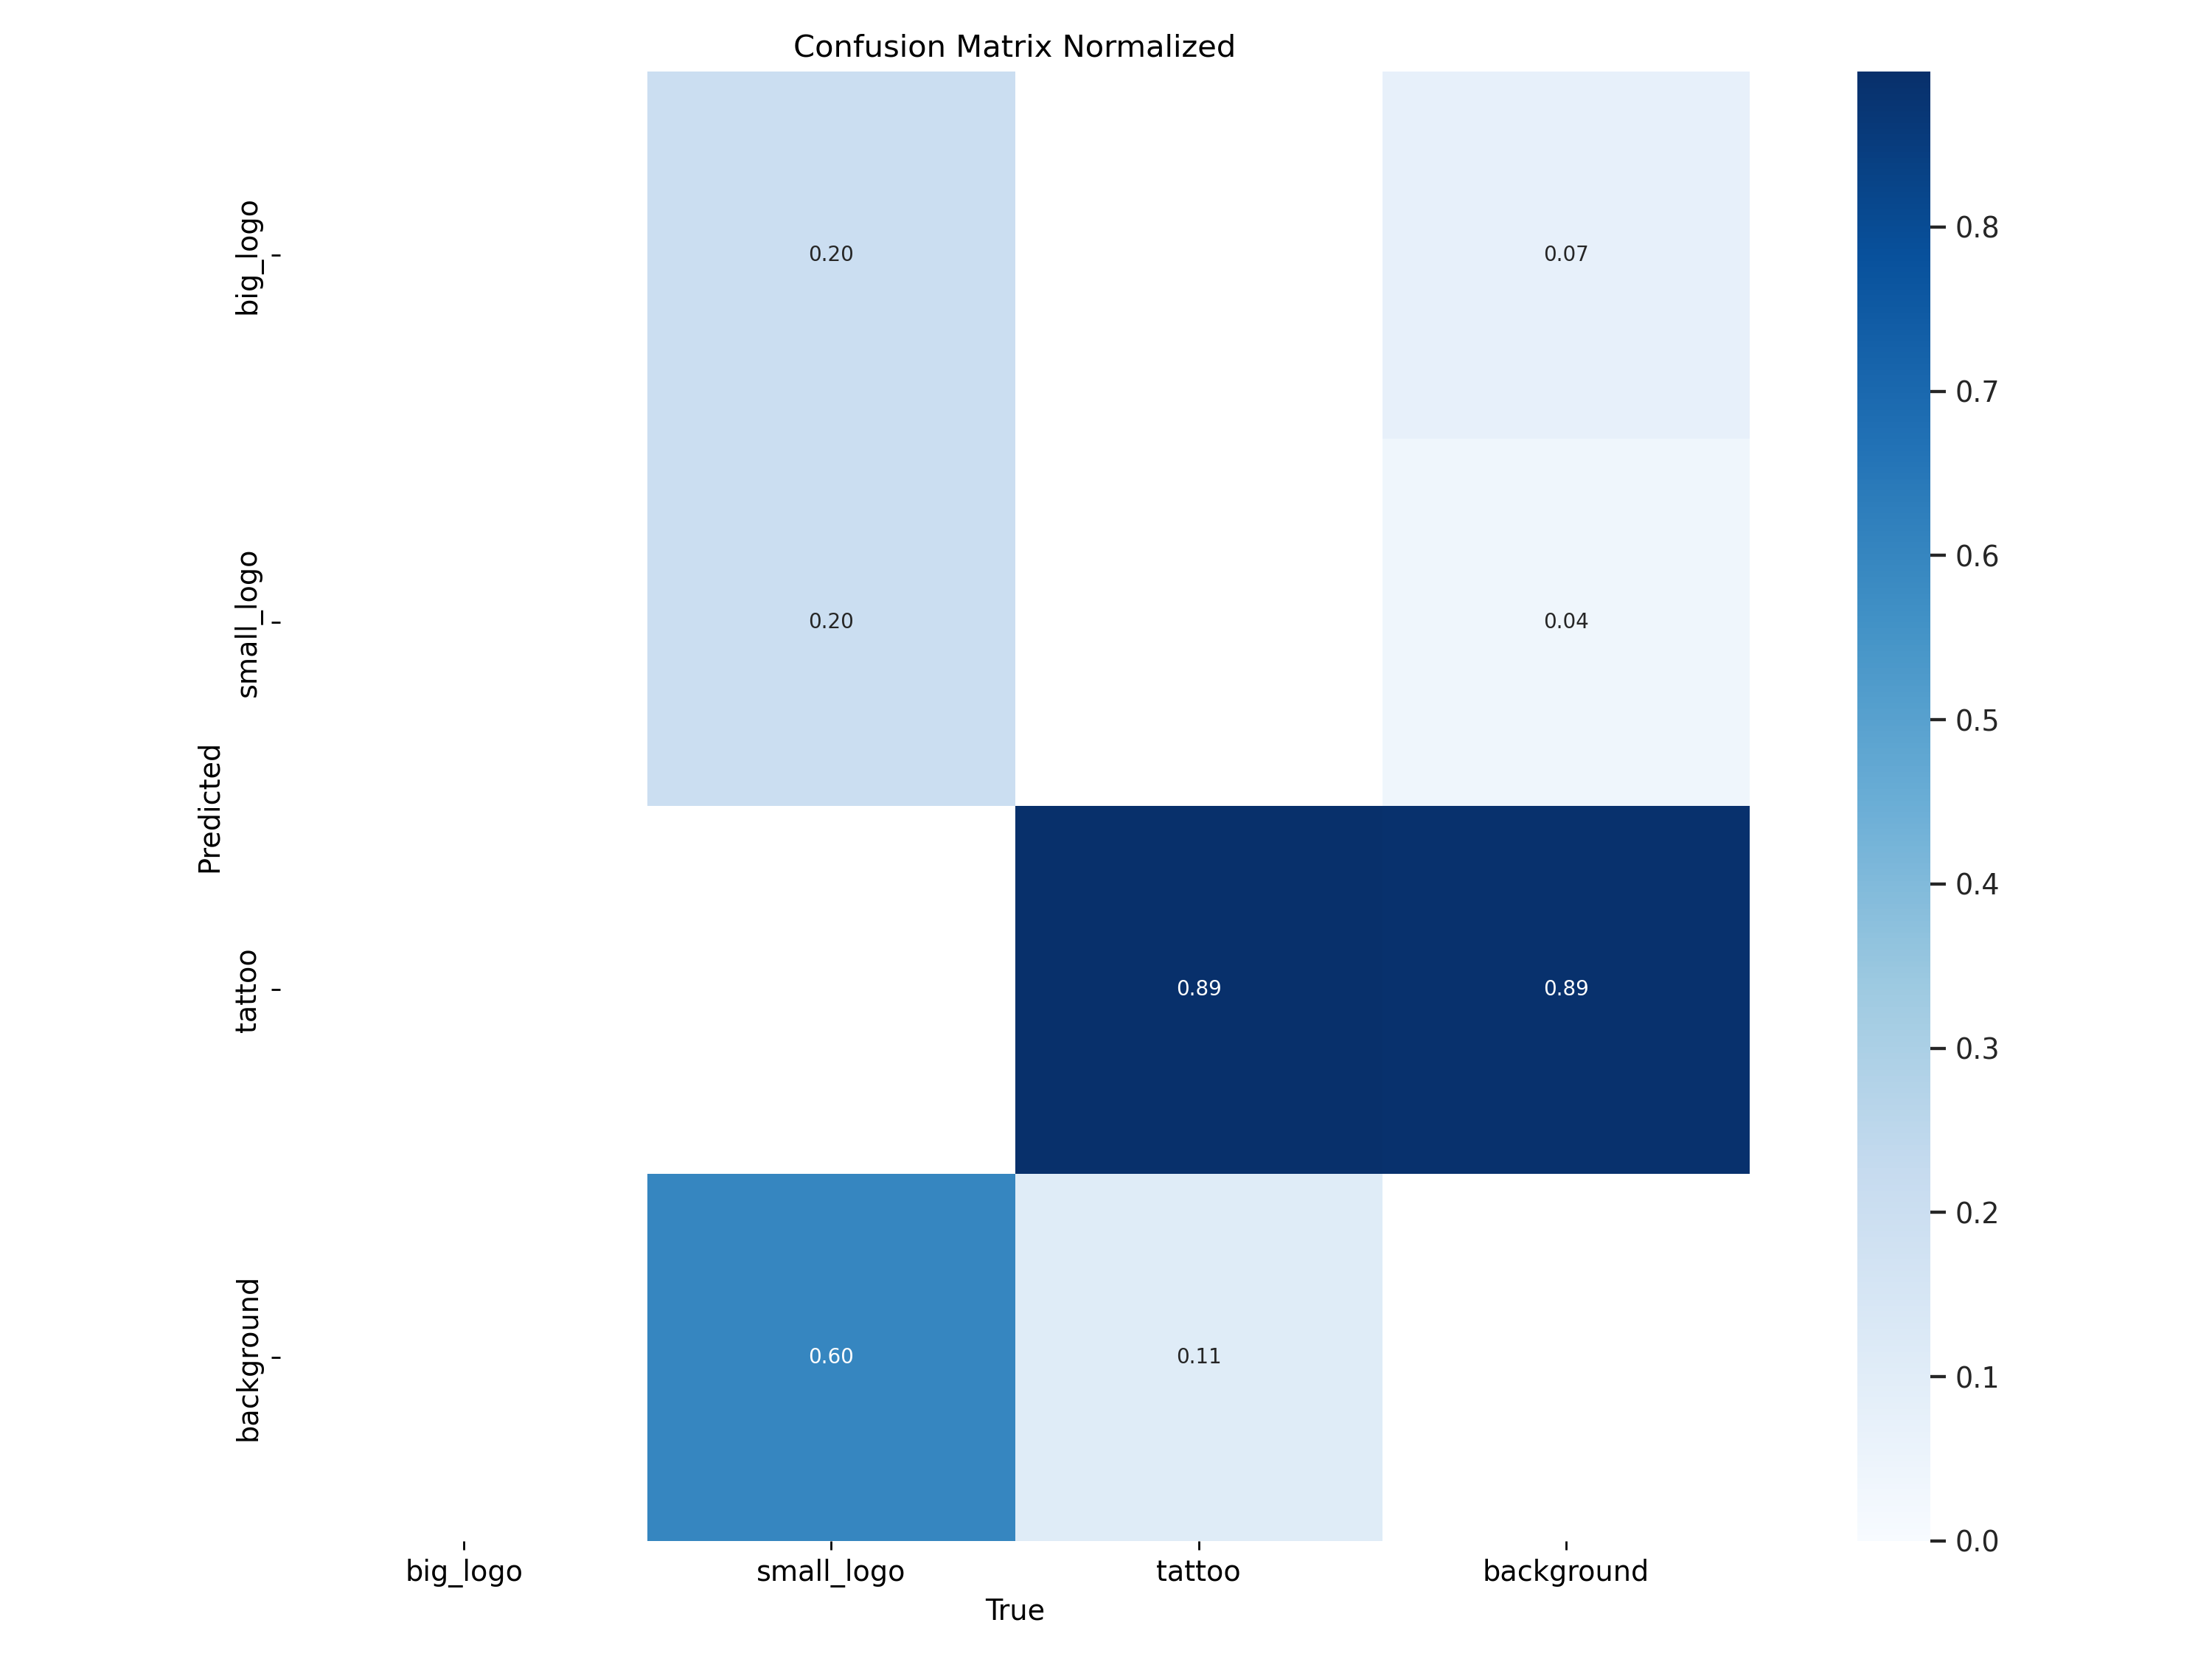 Confusion Matrix Normalized
big_logo
0.20
0.07
small_logo
0.20
0.04
tattoo
0.89
0.89
background
0.60
0.11
Predicted
big_logo
small_logo
tattoo
background
True
0.8
0.7
0.6
0.5
0.4
0.3
0.2
0.1
0.0